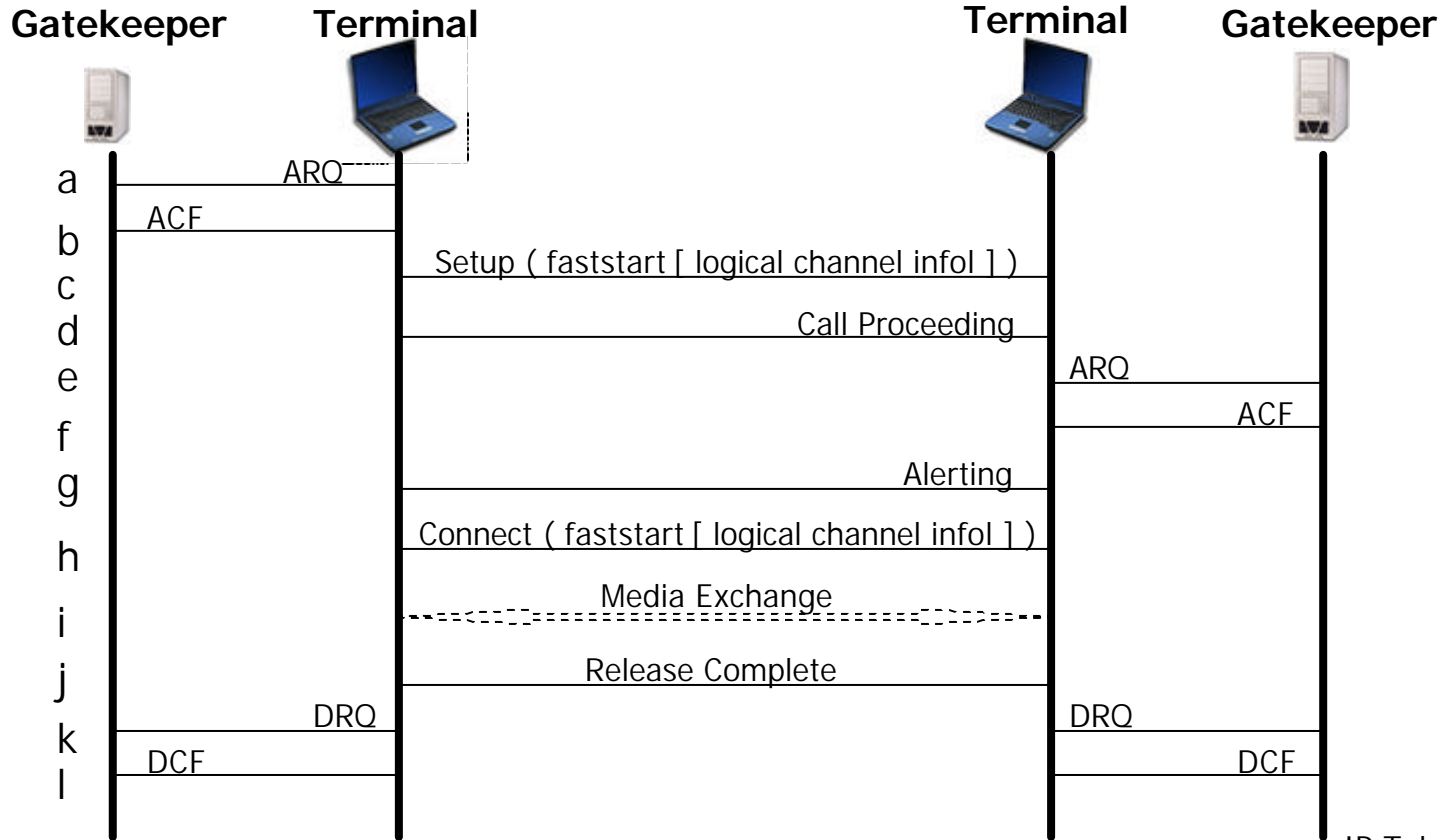 Gatekeeper Terminal Terminal Gatekeeper
a ARQ
b ACF
c Setup ( faststart [ logical channel infol ] )
d Call Proceeding
e ARQ
f ACF
g Alerting
h Connect ( faststart [ logical channel infol ] )
i Media Exchange
j Release Complete
k DRQ DRQ
l DCF DCF